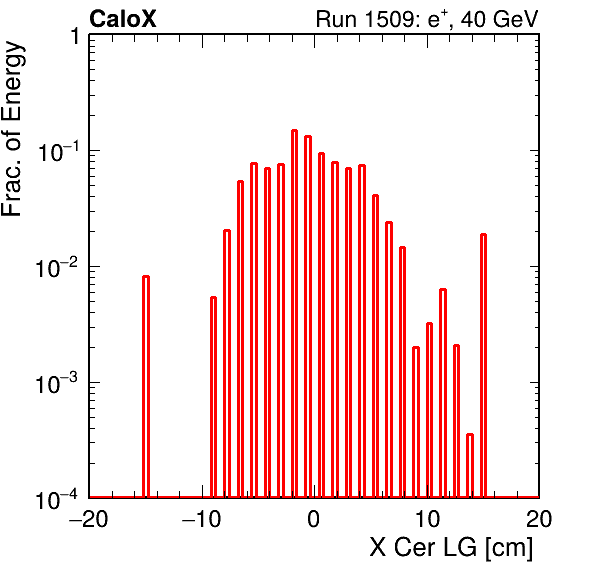 CaloX Run 1509: e⁺, 40 GeV
Frac. of Energy
1
10⁻¹
10⁻²
10⁻³
10⁻⁴
−20 −10 0 10 20
X Cer LG [cm]